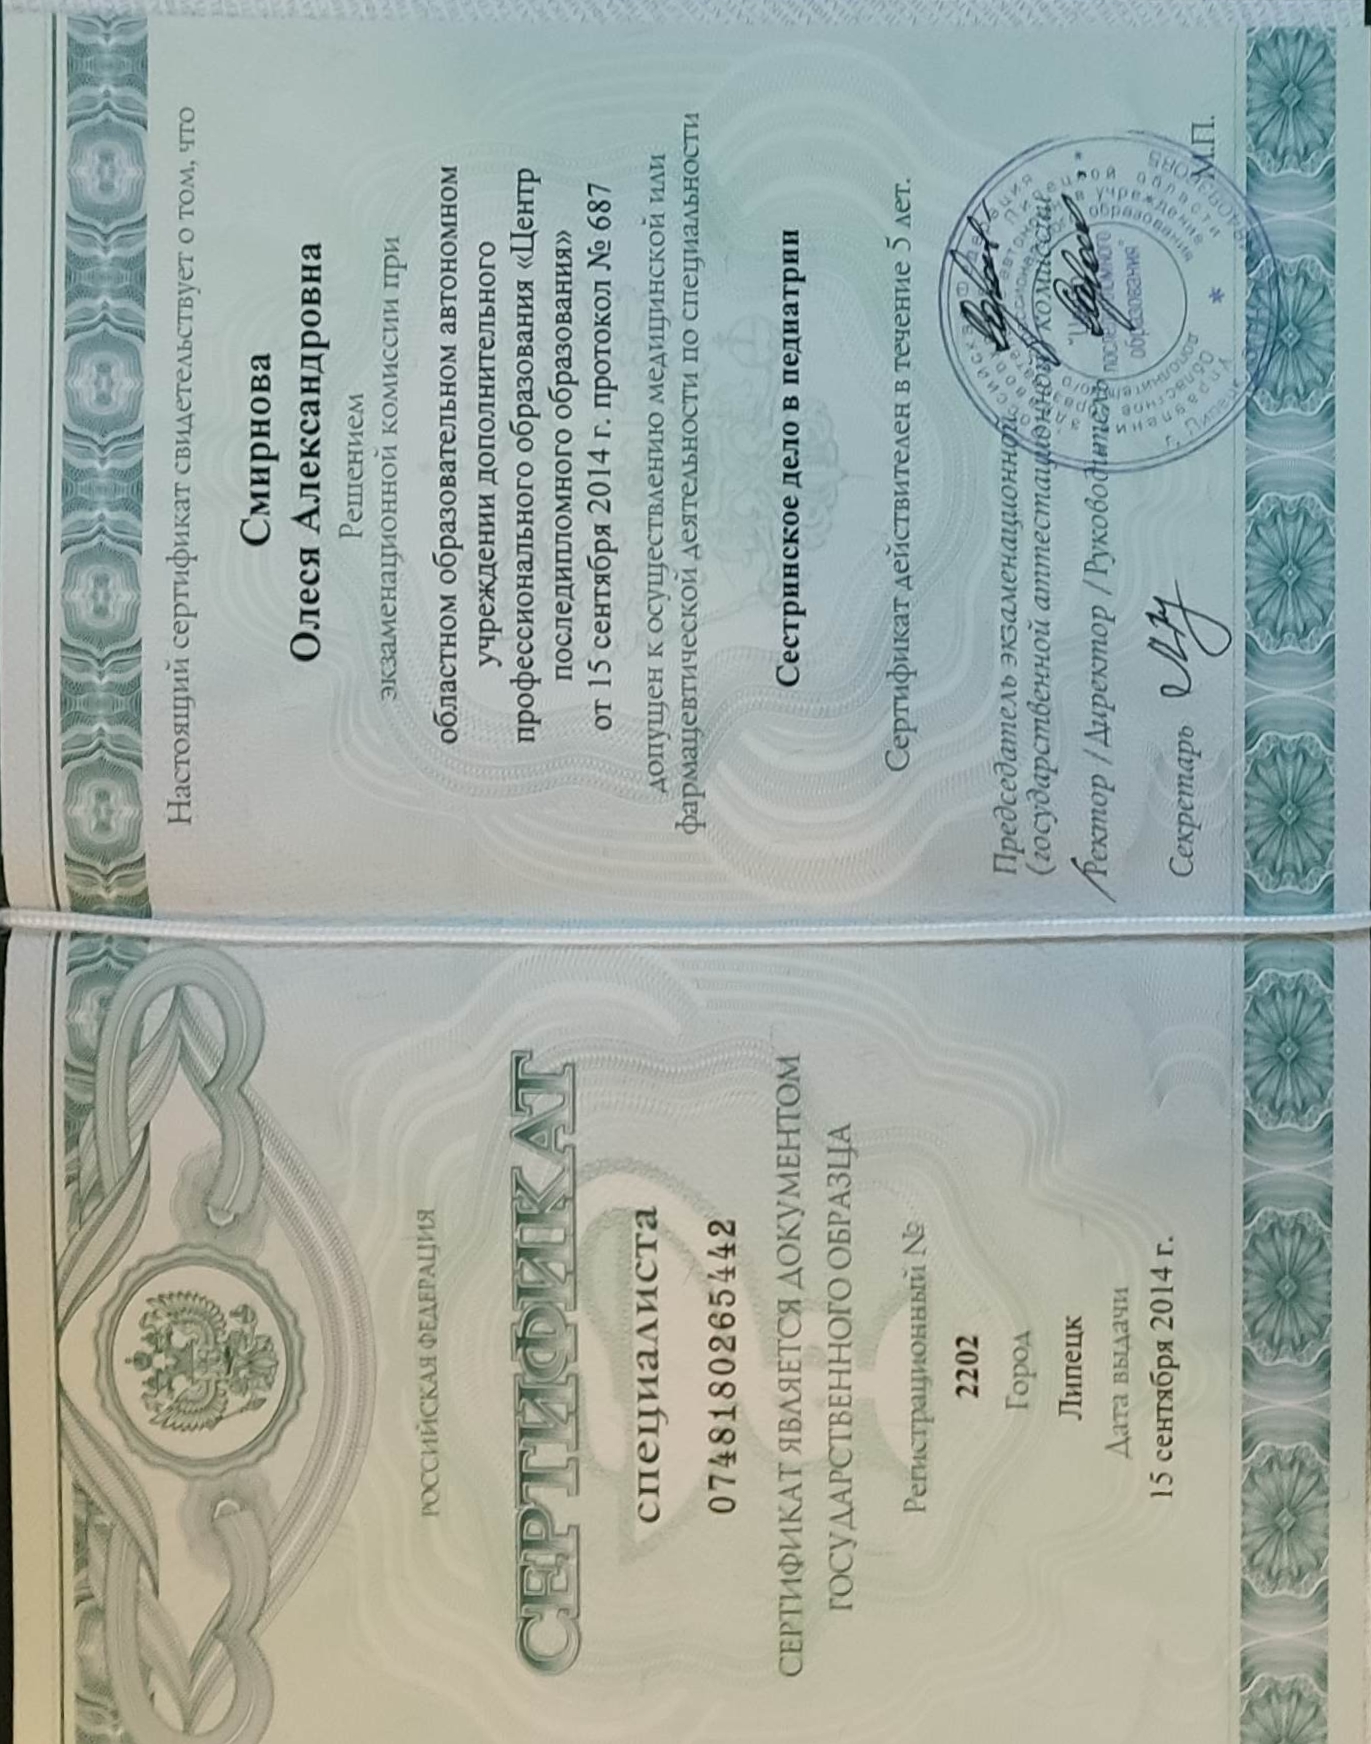 РОССИЙСКАЯ ФЕДЕРАЦИЯ
СЕРТИФИКАТ
специалиста
0748180265442
СЕРТИФИКАТ ЯВЛЯЕТСЯ ДОКУМЕНТОМ
ГОСУДАРСТВЕННОГО ОБРАЗЦА
Регистрационный №
2202
Город
Липецк
Дата выдачи
15 сентября 2014 г.
Настоящий сертификат свидетельствует о том, что
Смирнова
Олеся Александровна
Решением
экзаменационной комиссии при
областном образовательном автономном
учреждении дополнительного
профессионального образования «Центр
последипломного образования»
от 15 сентября 2014 г. протокол № 687
допущен к осуществлению медицинской или
фармацевтической деятельности по специальности
Сестринское дело в педиатрии
Сертификат действителен в течение 5 лет.
Председатель экзаменационной
(государственной аттестационной) комиссии
Ректор / Директор / Руководитель
Секретарь
М.П.
образования